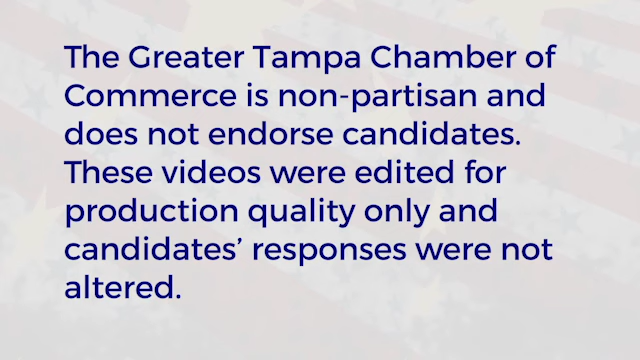 The Greater Tampa Chamber of
Commerce is non-partisan and
does not endorse candidates.
These videos were edited for
production quality only and
candidates’ responses were not
altered.